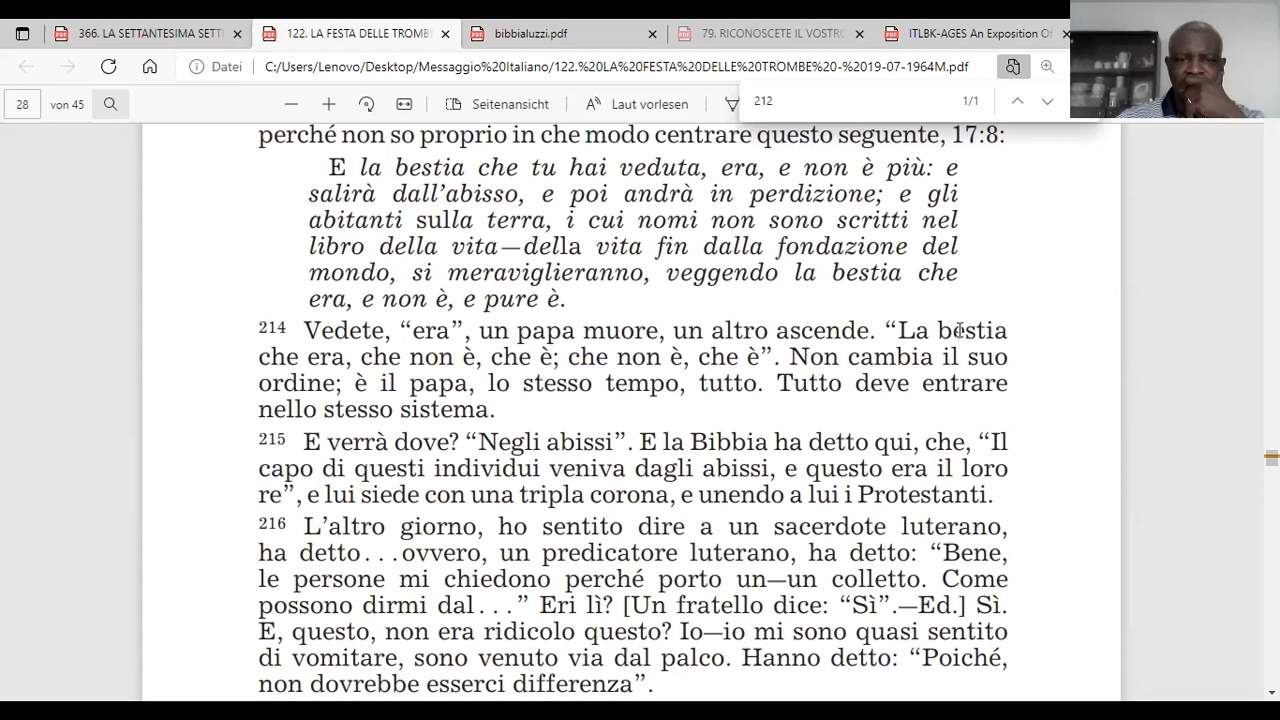 366. LA SETTANTESIMA SETTI
122. LA FESTA DELLE TROMB
bibbialuzzi.pdf
79. RICONOSCETE IL VOSTRO
ITLBK-AGES An Exposition Of
Datei
C:/Users/Lenovo/Desktop/Messaggio%20Italiano/122.%20LA%20FESTA%20DELLE%20TROMBE%20-%2019-07-1964M.pdf
28
von 45
Seitenansicht
Laut vorlesen
212
1/1
perché non so proprio in che modo centrare questo seguente, 17:8:
E la bestia che tu hai veduta, era, e non è più: e
salirà dall’abisso, e poi andrà in perdizione; e gli
abitanti sulla terra, i cui nomi non sono scritti nel
libro della vita—della vita fin dalla fondazione del
mondo, si meraviglieranno, veggendo la bestia che
era, e non è, e pure è.
214 Vedete, “era”, un papa muore, un altro ascende. “La bestia
che era, che non è, che è; che non è, che è”. Non cambia il suo
ordine; è il papa, lo stesso tempo, tutto. Tutto deve entrare
nello stesso sistema.
215 E verrà dove? “Negli abissi”. E la Bibbia ha detto qui, che, “Il
capo di questi individui veniva dagli abissi, e questo era il loro
re”, e lui siede con una tripla corona, e unendo a lui i Protestanti.
216 L’altro giorno, ho sentito dire a un sacerdote luterano,
ha detto. . .ovvero, un predicatore luterano, ha detto: “Bene,
le persone mi chiedono perché porto un—un colletto. Come
possono dirmi dal. . .” Eri lì? [Un fratello dice: “Sì”.—Ed.] Sì.
E, questo, non era ridicolo questo? Io—io mi sono quasi sentito
di vomitare, sono venuto via dal palco. Hanno detto: “Poiché,
non dovrebbe esserci differenza”.